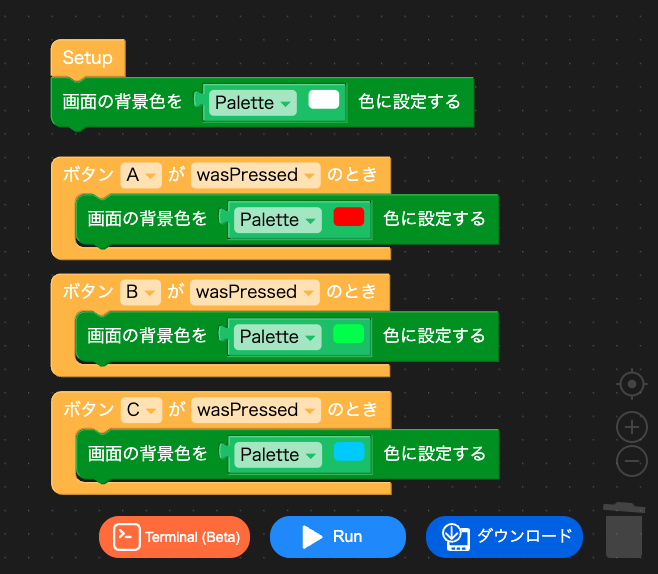 Setup
画面の背景色を Palette 色に設定する
ボタン A が wasPressed のとき
画面の背景色を Palette 色に設定する
ボタン B が wasPressed のとき
画面の背景色を Palette 色に設定する
ボタン C が wasPressed のとき
画面の背景色を Palette 色に設定する
Terminal (Beta) Run ダウンロード